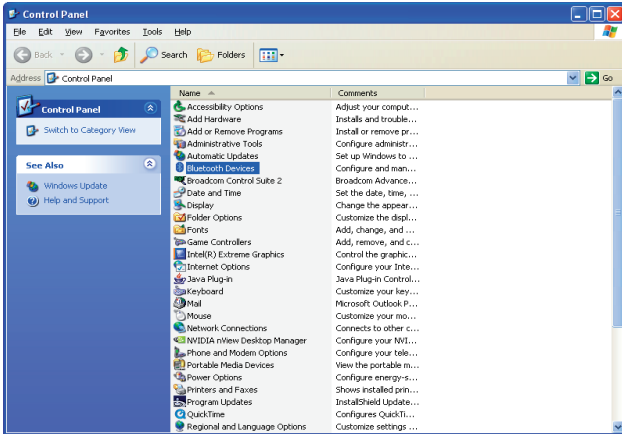 Control Panel
File Edit View Favorites Tools Help
Back Search Folders
Address Control Panel Go
Control Panel
Switch to Category View
See Also
Windows Update
Help and Support
Name Comments
Accessibility Options Adjust your comput...
Add Hardware Installs and trouble...
Add or Remove Programs Install or remove pr...
Administrative Tools Configure administr...
Automatic Updates Set up Windows to ...
Bluetooth Devices Configure and man...
Broadcom Control Suite 2 Broadcom Advance...
Date and Time Set the date, time, ...
Display Change the appear...
Folder Options Customize the displ...
Fonts Add, change, and ...
Game Controllers Add, remove, and c...
Intel(R) Extreme Graphics Control the graphic...
Internet Options Configure your Inte...
Java Plug-in Java Plug-in Control...
Keyboard Customize your key...
Mail Microsoft Outlook P...
Mouse Customize your mo...
Network Connections Connects to other c...
NVIDIA nView Desktop Manager Configure your NVI...
Phone and Modem Options Configure your tele...
Portable Media Devices View the portable m...
Power Options Configure energy-s...
Printers and Faxes Shows installed prin...
Program Updates InstallShield Update...
QuickTime Configures QuickTi...
Regional and Language Options Customize settings ...